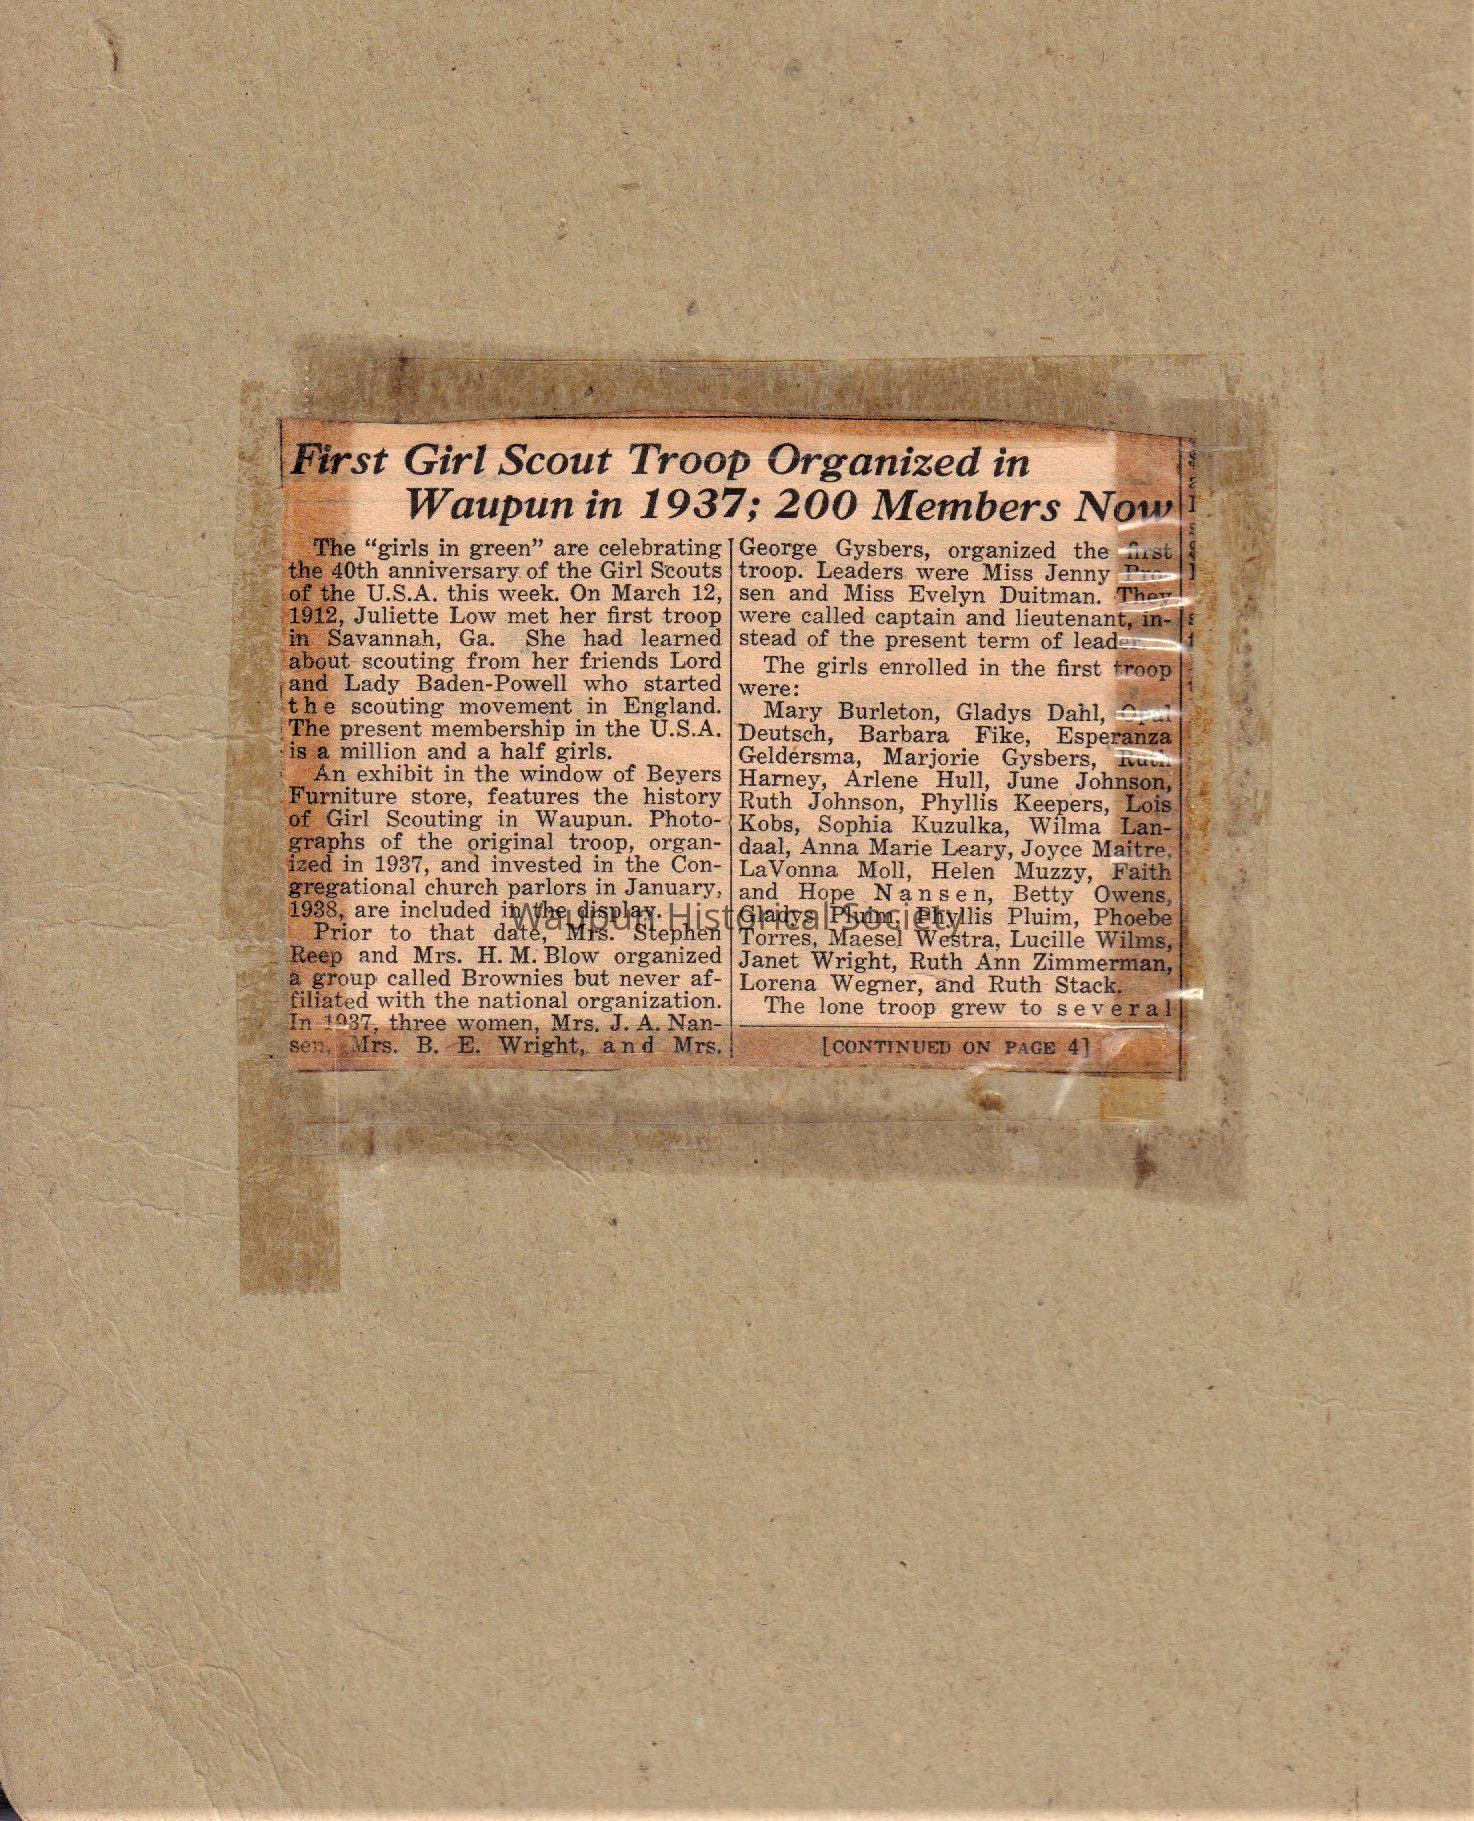 First Girl Scout Troop Organized in
Waupun in 1937; 200 Members Now
The “girls in green” are celebrating
the 40th anniversary of the Girl Scouts
of the U.S.A. this week. On March 12,
1912, Juliette Low met her first troop
in Savannah, Ga. She had learned
about scouting from her friends Lord
and Lady Baden-Powell who started
the scouting movement in England.
The present membership in the U.S.A.
is a million and a half girls.
An exhibit in the window of Beyers
Furniture store, features the history
of Girl Scouting in Waupun. Photo-
graphs of the original troop, organ-
ized in 1937, and invested in the Con-
gregational church parlors in January,
1938, are included in the display.
Prior to that date, Mrs. Stephen
Reep and Mrs. H. M. Blow organized
a group called Brownies but never af-
filiated with the national organization.
In 1937, three women, Mrs. J. A. Nan-
sen, Mrs. B. E. Wright, and Mrs.
George Gysbers, organized the first
troop. Leaders were Miss Jenny
sen and Miss Evelyn Duitman. They
were called captain and lieutenant, in-
stead of the present term of leader
The girls enrolled in the first troop
were:
Mary Burleton, Gladys Dahl, Opal
Deutsch, Barbara Fike, Esperanza
Geldersma, Marjorie Gysbers, Ruth
Harney, Arlene Hull, June Johnson,
Ruth Johnson, Phyllis Keepers, Lois
Kobs, Sophia Kuzulka, Wilma Lan-
daal, Anna Marie Leary, Joyce Maitre,
LaVonna Moll, Helen Muzzy, Faith
and Hope Nansen, Betty Owens,
Gladys Pluim, Phyllis Pluim, Phoebe
Torres, Maesel Westra, Lucille Wilms,
Janet Wright, Ruth Ann Zimmerman,
Lorena Wegner, and Ruth Stack.
The lone troop grew to several
[CONTINUED ON PAGE 4]
Waupun Historical Society